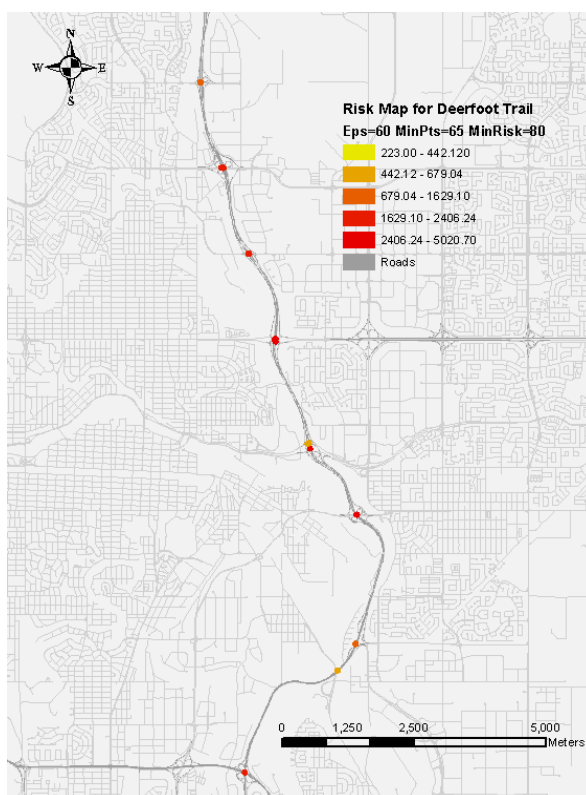 N
W E
S
Risk Map for Deerfoot Trail
Eps=60 MinPts=65 MinRisk=80
223.00 - 442.120
442.12 - 679.04
679.04 - 1629.10
1629.10 - 2406.24
2406.24 - 5020.70
Roads
0 1,250 2,500 5,000
Meters